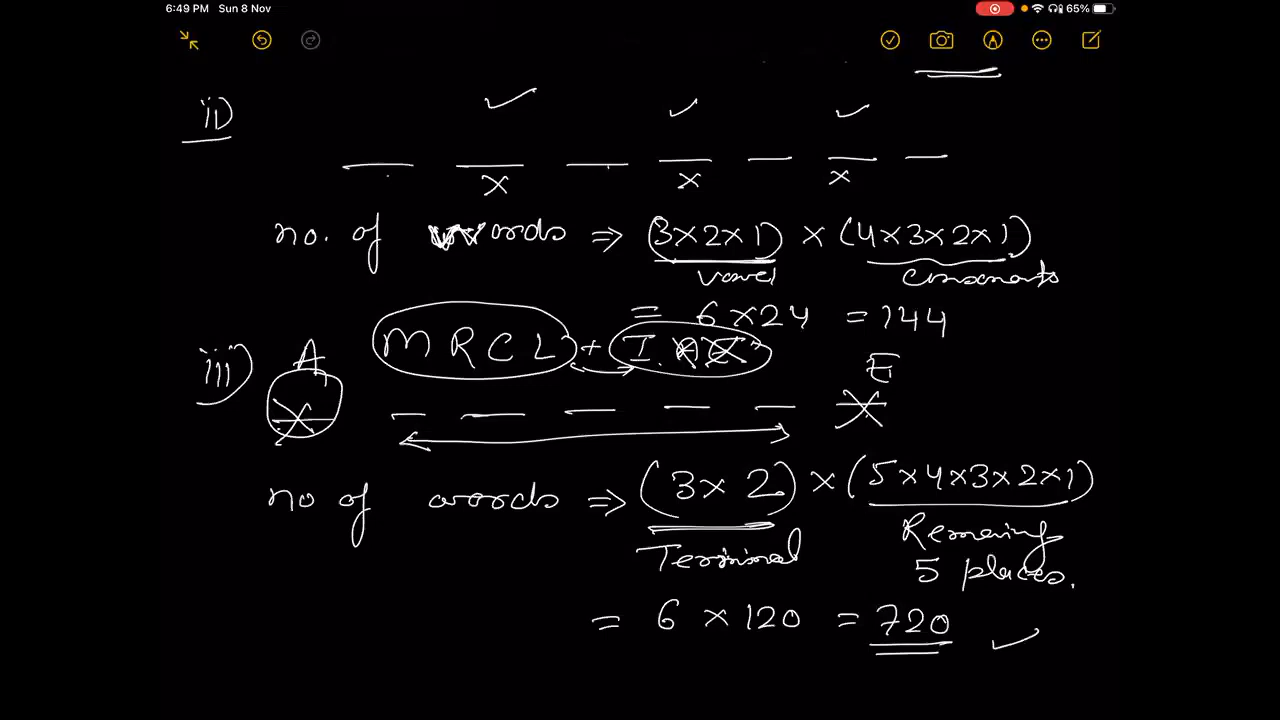 6:49 PM Sun 8 Nov 65%
ii)
x x x
no. of words ⇒ (3×2×1) × (4×3×2×1)
vowel consonants
= 6×24 = 144
M R C L + I A E
iii) A E
no of words ⇒ (3×2) × (5×4×3×2×1)
Terminal Remaining
5 places.
= 6 × 120 = 720